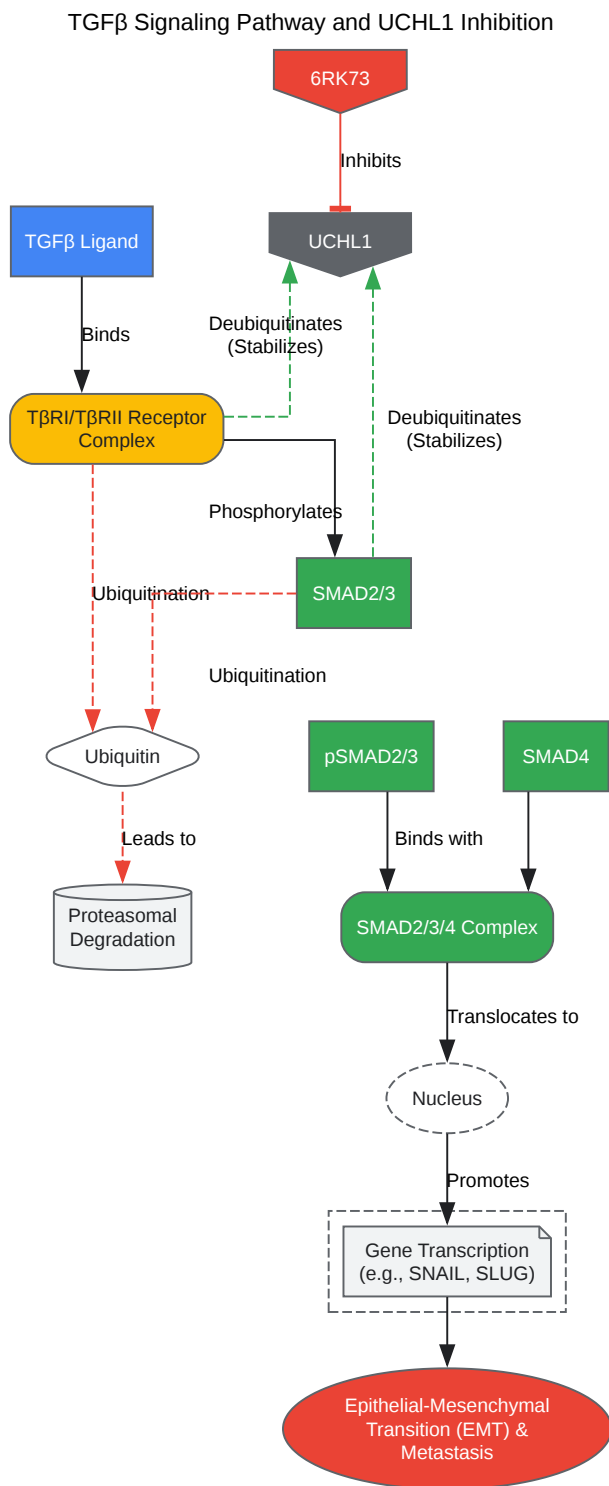 TGFβ Signaling Pathway and UCHL1 Inhibition
6RK73
Inhibits
TGFβ Ligand
UCHL1
Binds
Deubiquitinates
(Stabilizes)
TβRI/TβRII Receptor
Complex
Deubiquitinates
(Stabilizes)
Phosphorylates
Ubiquitination
SMAD2/3
Ubiquitination
Ubiquitin
pSMAD2/3
SMAD4
Leads to
Binds with
Proteasomal
Degradation
SMAD2/3/4 Complex
Translocates to
Nucleus
Promotes
Gene Transcription
(e.g., SNAIL, SLUG)
Epithelial-Mesenchymal
Transition (EMT) &
Metastasis